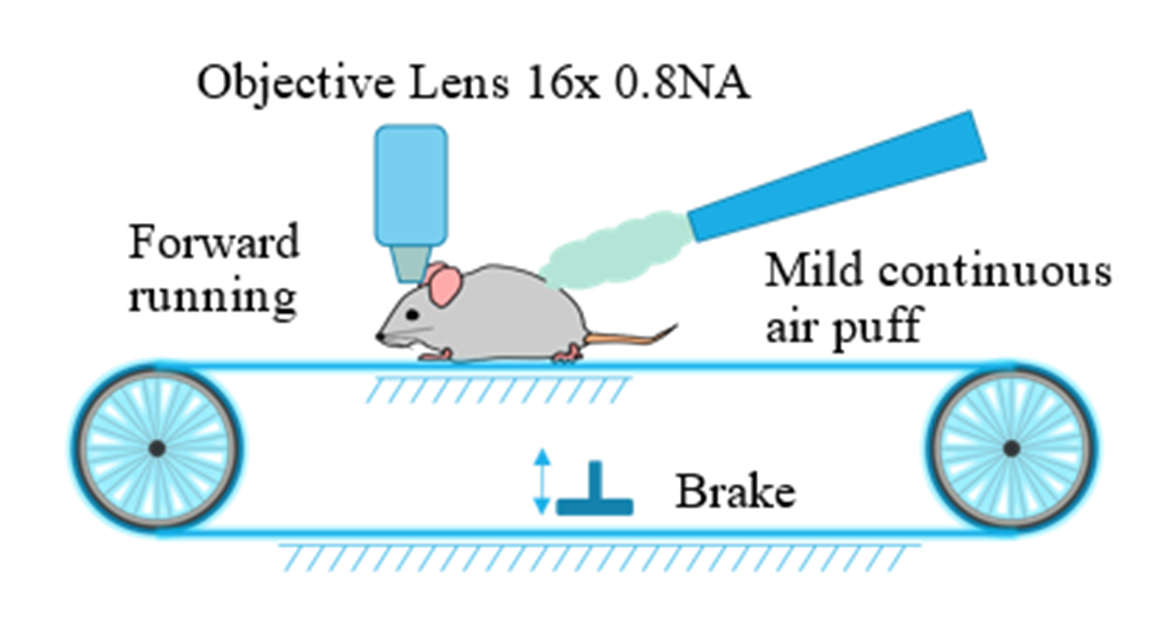 Objective Lens 16x 0.8NA
Forward
running
Mild continuous
air puff
Brake